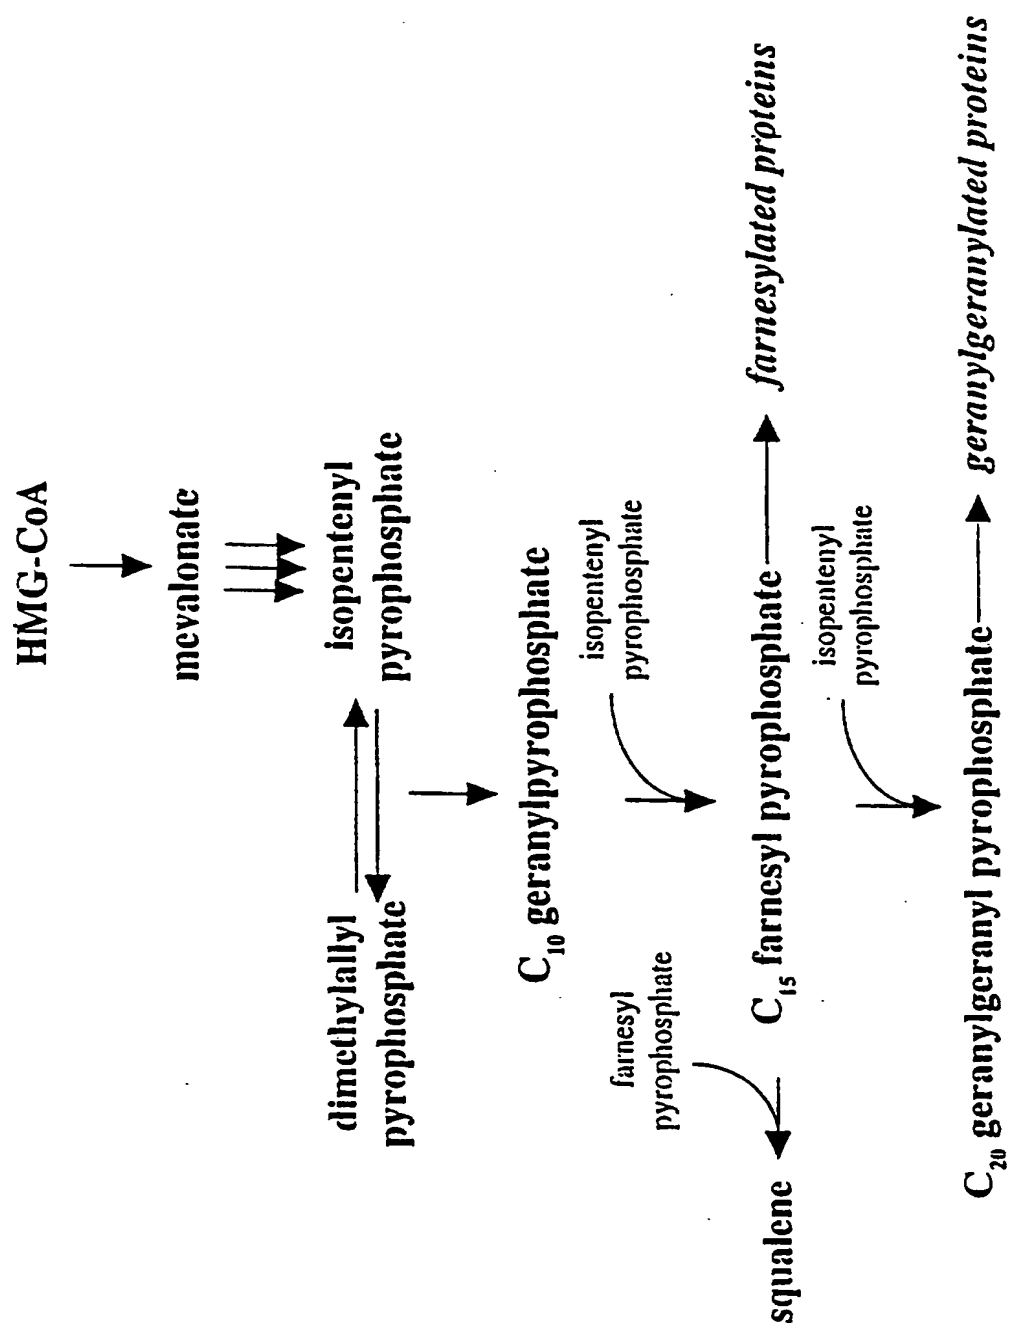 HMG-CoA
mevalonate
dimethylallyl
pyrophosphate
isopentenyl
pyrophosphate
C₁₀ geranylpyrophosphate
farnesyl
pyrophosphate
isopentenyl
pyrophosphate
squalene
C₁₅ farnesyl pyrophosphate
farnesylated proteins
isopentenyl
pyrophosphate
C₂₀ geranylgeranyl pyrophosphate
geranylgeranylated proteins